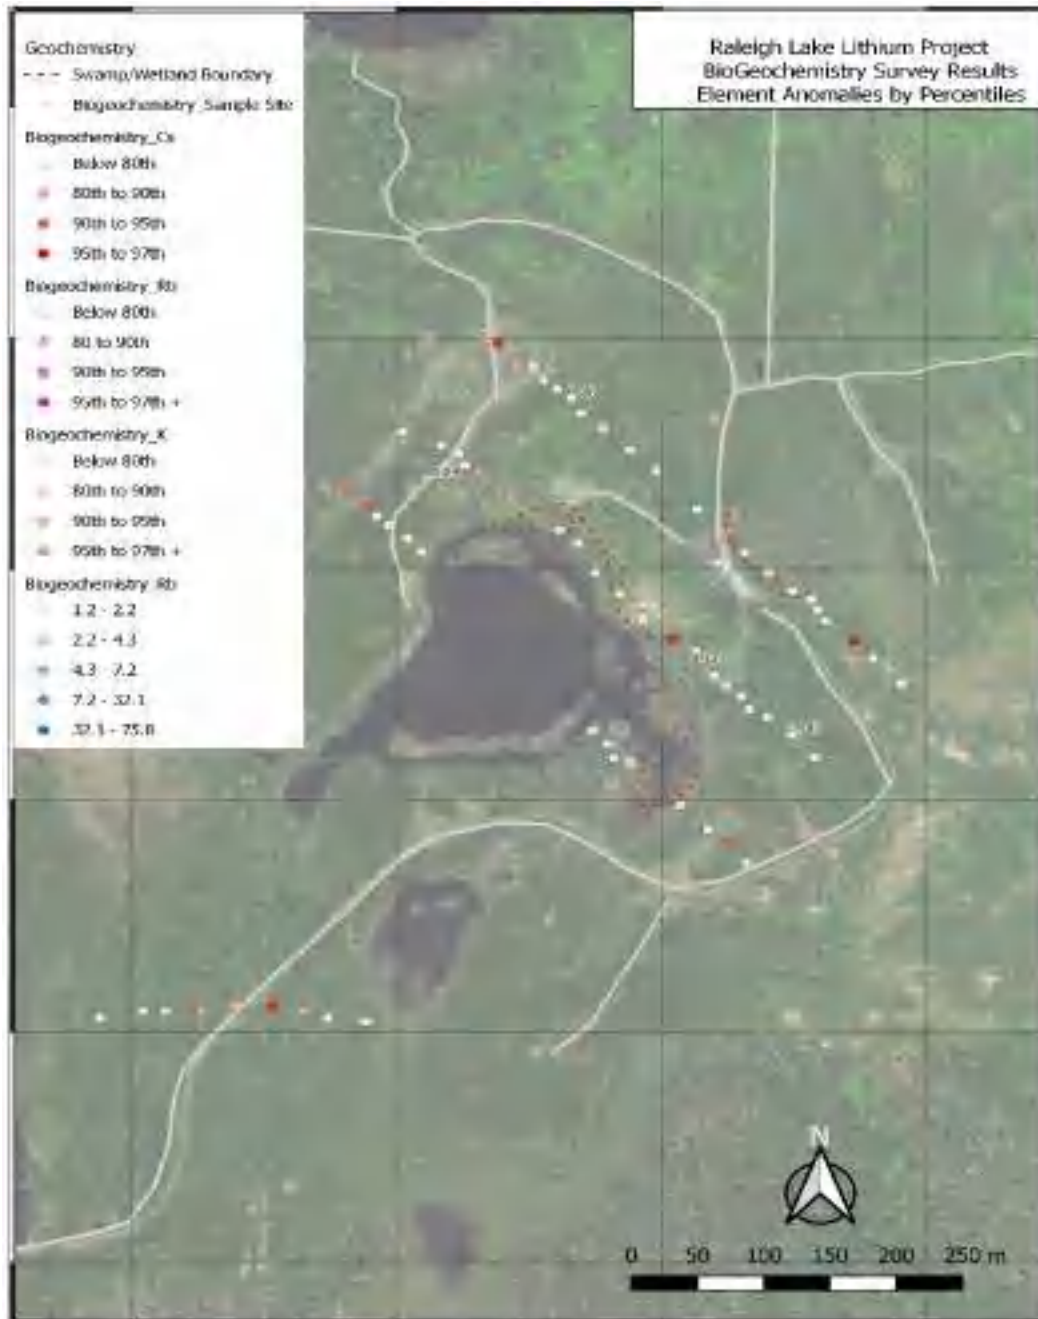 Geochemistry
Swamp/Wetland Boundary
Biogeochemistry_Sample Site
Biogeochemistry_Cs
Below 80th
80th to 90th
90th to 95th
95th to 97th
Biogeochemistry_Rb
Below 80th
80 to 90th
90th to 95th
95th to 97th +
Biogeochemistry_K
Below 80th
80th to 90th
90th to 95th
95th to 97th +
Biogeochemistry_Rb
1.2 - 2.2
2.2 - 4.3
4.3 - 7.2
7.2 - 32.1
32.1 - 75.8
Raleigh Lake Lithium Project
BioGeochemistry Survey Results
Element Anomalies by Percentiles
N
0 50 100 150 200 250 m